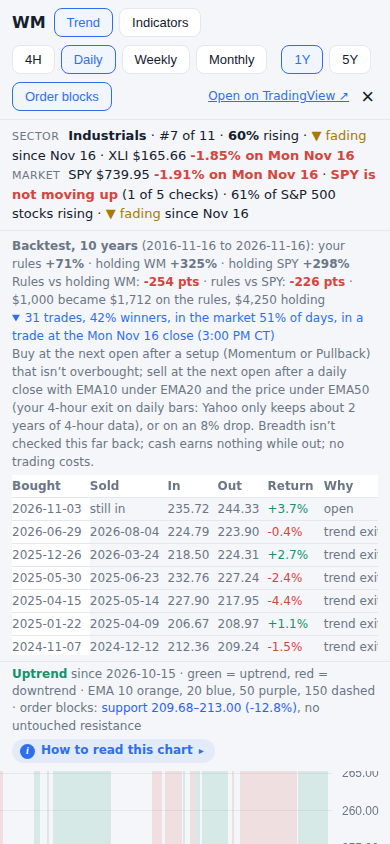 WM Trend Indicators
4H Daily Weekly Monthly 1Y 5Y
Order blocks Open on TradingView ↗ ✕
SECTOR Industrials · #7 of 11 · 60% rising · ▼ fading
since Nov 16 · XLI $165.66 -1.85% on Mon Nov 16
MARKET SPY $739.95 -1.91% on Mon Nov 16 · SPY is
not moving up (1 of 5 checks) · 61% of S&P 500
stocks rising · ▼ fading since Nov 16
Backtest, 10 years (2016-11-16 to 2026-11-16): your
rules +71% · holding WM +325% · holding SPY +298%
Rules vs holding WM: -254 pts · rules vs SPY: -226 pts ·
$1,000 became $1,712 on the rules, $4,250 holding
▼ 31 trades, 42% winners, in the market 51% of days, in a
trade at the Mon Nov 16 close (3:00 PM CT)
Buy at the next open after a setup (Momentum or Pullback)
that isn’t overbought; sell at the next open after a daily
close with EMA10 under EMA20 and the price under EMA50
(your 4-hour exit on daily bars: Yahoo only keeps about 2
years of 4-hour data), or on an 8% drop. Breadth isn’t
checked this far back; cash earns nothing while out; no
trading costs.
Bought Sold In Out Return Why
2026-11-03 still in 235.72 244.33 +3.7% open
2026-06-29 2026-08-04 224.79 223.90 -0.4% trend exit
2025-12-26 2026-03-24 218.50 224.31 +2.7% trend exit
2025-05-30 2025-06-23 232.76 227.24 -2.4% trend exit
2025-04-15 2025-05-14 227.90 217.95 -4.4% trend exit
2025-01-22 2025-04-09 206.67 208.97 +1.1% trend exit
2024-11-07 2024-12-12 212.36 209.24 -1.5% trend exit
Uptrend since 2026-10-15 · green = uptrend, red =
downtrend · EMA 10 orange, 20 blue, 50 purple, 150 dashed
· order blocks: support 209.68–213.00 (-12.8%), no
untouched resistance
i How to read this chart ▸
265.00
260.00